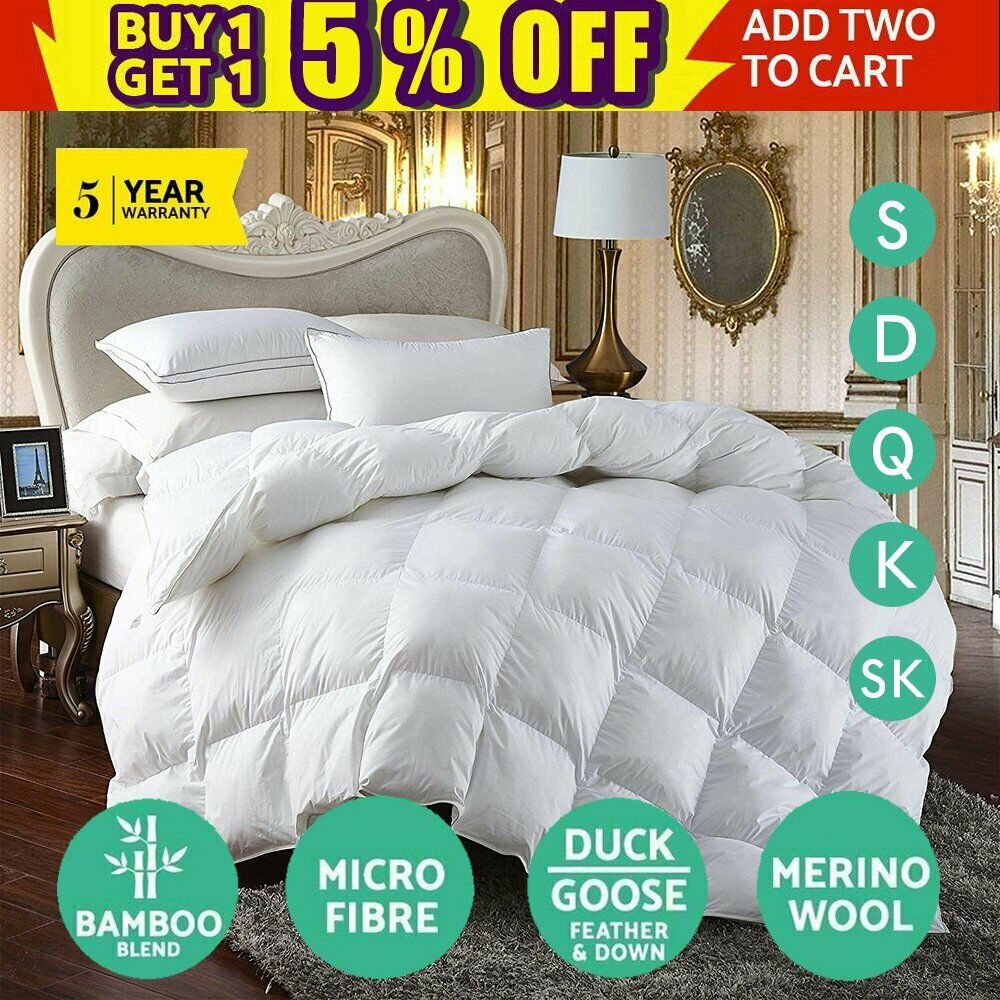 BUY 1
GET 1
5% OFF
ADD TWO
TO CART
5 YEAR
WARRANTY
S
D
Q
K
SK
BAMBOO
BLEND
MICRO
FIBRE
DUCK
GOOSE
FEATHER
& DOWN
MERINO
WOOL